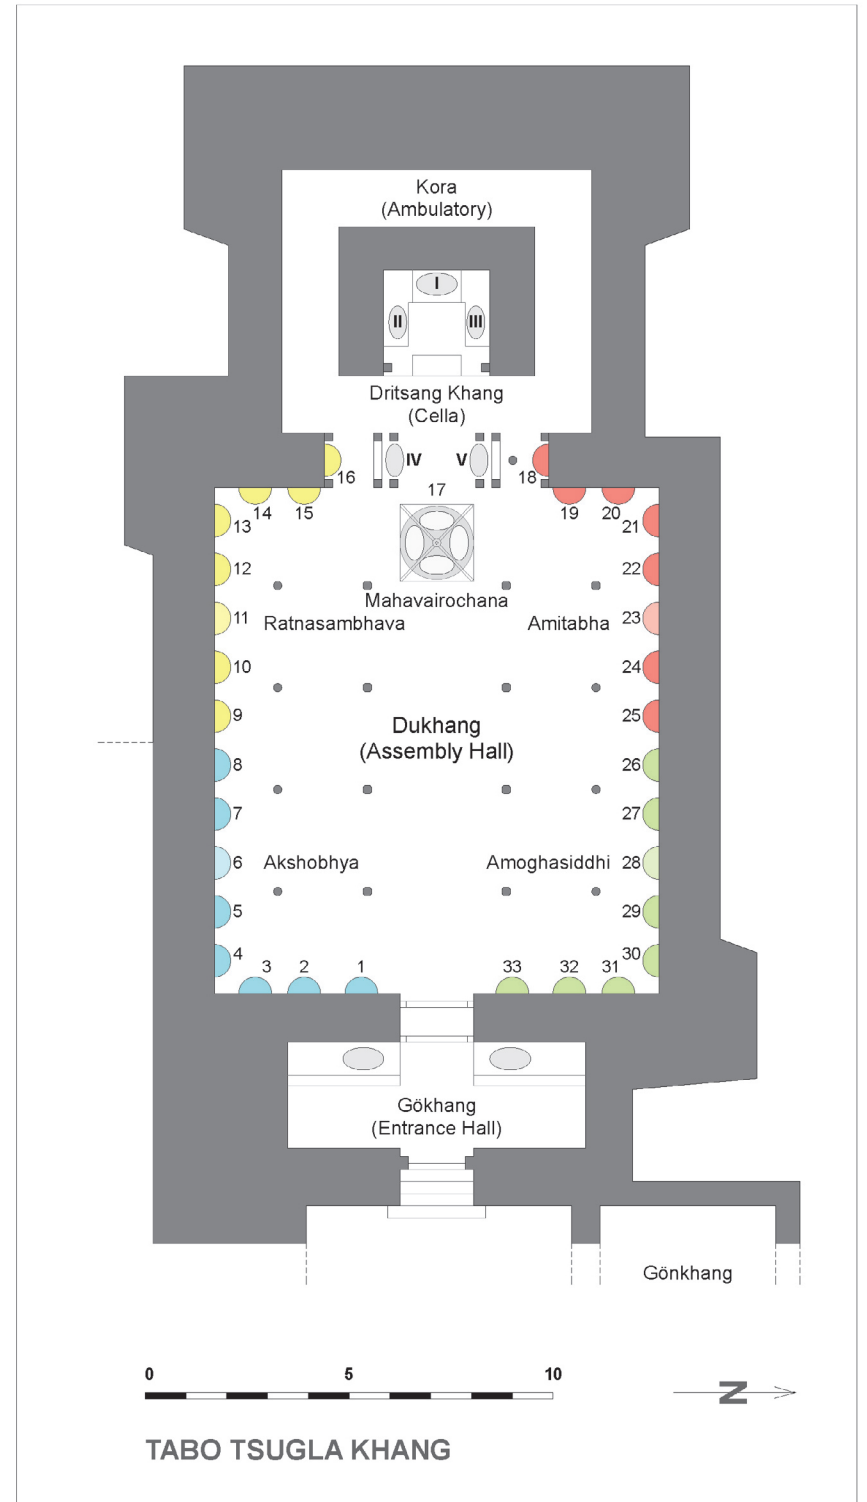 Kora
(Ambulatory)
I
II
III
Dritsang Khang
(Cella)
16
IV
V
18
17
14
15
19
20
13
21
12
22
Mahavairochana
11
Ratnasambhava
Amitabha
23
10
24
9
Dukhang
(Assembly Hall)
25
8
26
7
27
6
Akshobhya
Amoghasiddhi
28
5
29
4
30
3
2
1
33
32
31
Gökhang
(Entrance Hall)
Gönkhang
0
5
10
N
TABO TSUGLA KHANG